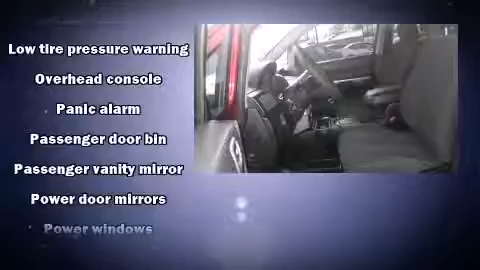 Low tire pressure warning
Overhead console
Panic alarm
Passenger door bin
Passenger vanity mirror
Power door mirrors
Power windows